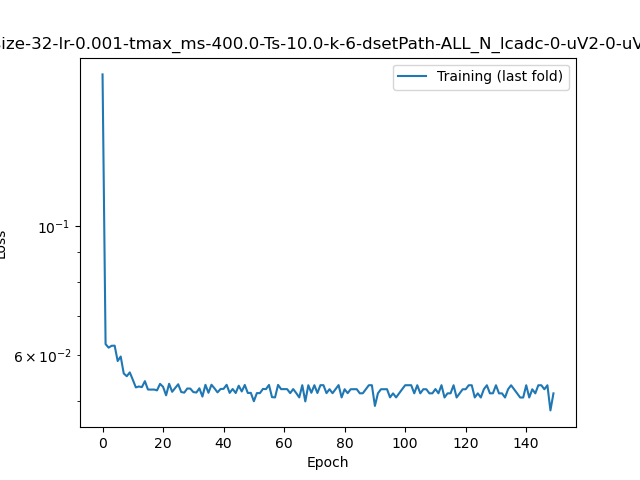 ize-32-lr-0.001-tmax_ms-400.0-Ts-10.0-k-6-dsetPath-ALL_N_lcadc-0-uV2-0-uV
Training (last fold)
10⁻¹
6 × 10⁻²
Loss
0 20 40 60 80 100 120 140
Epoch